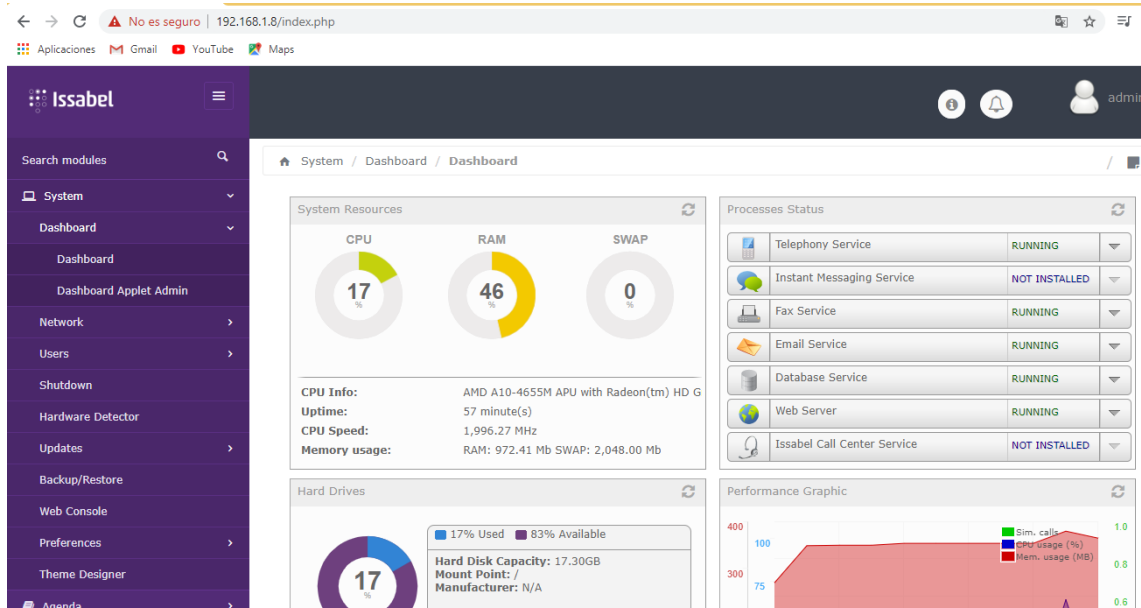 No es seguro | 192.168.1.8/index.php
Aplicaciones Gmail YouTube Maps
Issabel
admin
Search modules
System / Dashboard / Dashboard /
System
Dashboard
Dashboard
Dashboard Applet Admin
Network
Users
Shutdown
Hardware Detector
Updates
Backup/Restore
Web Console
Preferences
Theme Designer
Agenda
System Resources
CPU RAM SWAP
17 % 46 % 0 %
CPU Info: AMD A10-4655M APU with Radeon(tm) HD G
Uptime: 57 minute(s)
CPU Speed: 1,996.27 MHz
Memory usage: RAM: 972.41 Mb SWAP: 2,048.00 Mb
Processes Status
Telephony Service RUNNING
Instant Messaging Service NOT INSTALLED
Fax Service RUNNING
Email Service RUNNING
Database Service RUNNING
Web Server RUNNING
Issabel Call Center Service NOT INSTALLED
Hard Drives
17% Used 83% Available
Hard Disk Capacity: 17.30GB
Mount Point: /
Manufacturer: N/A
17 %
Performance Graphic
400 1.0
100
300 0.8
75
0.6
Sim. calls
CPU usage (%)
Mem. usage (MB)